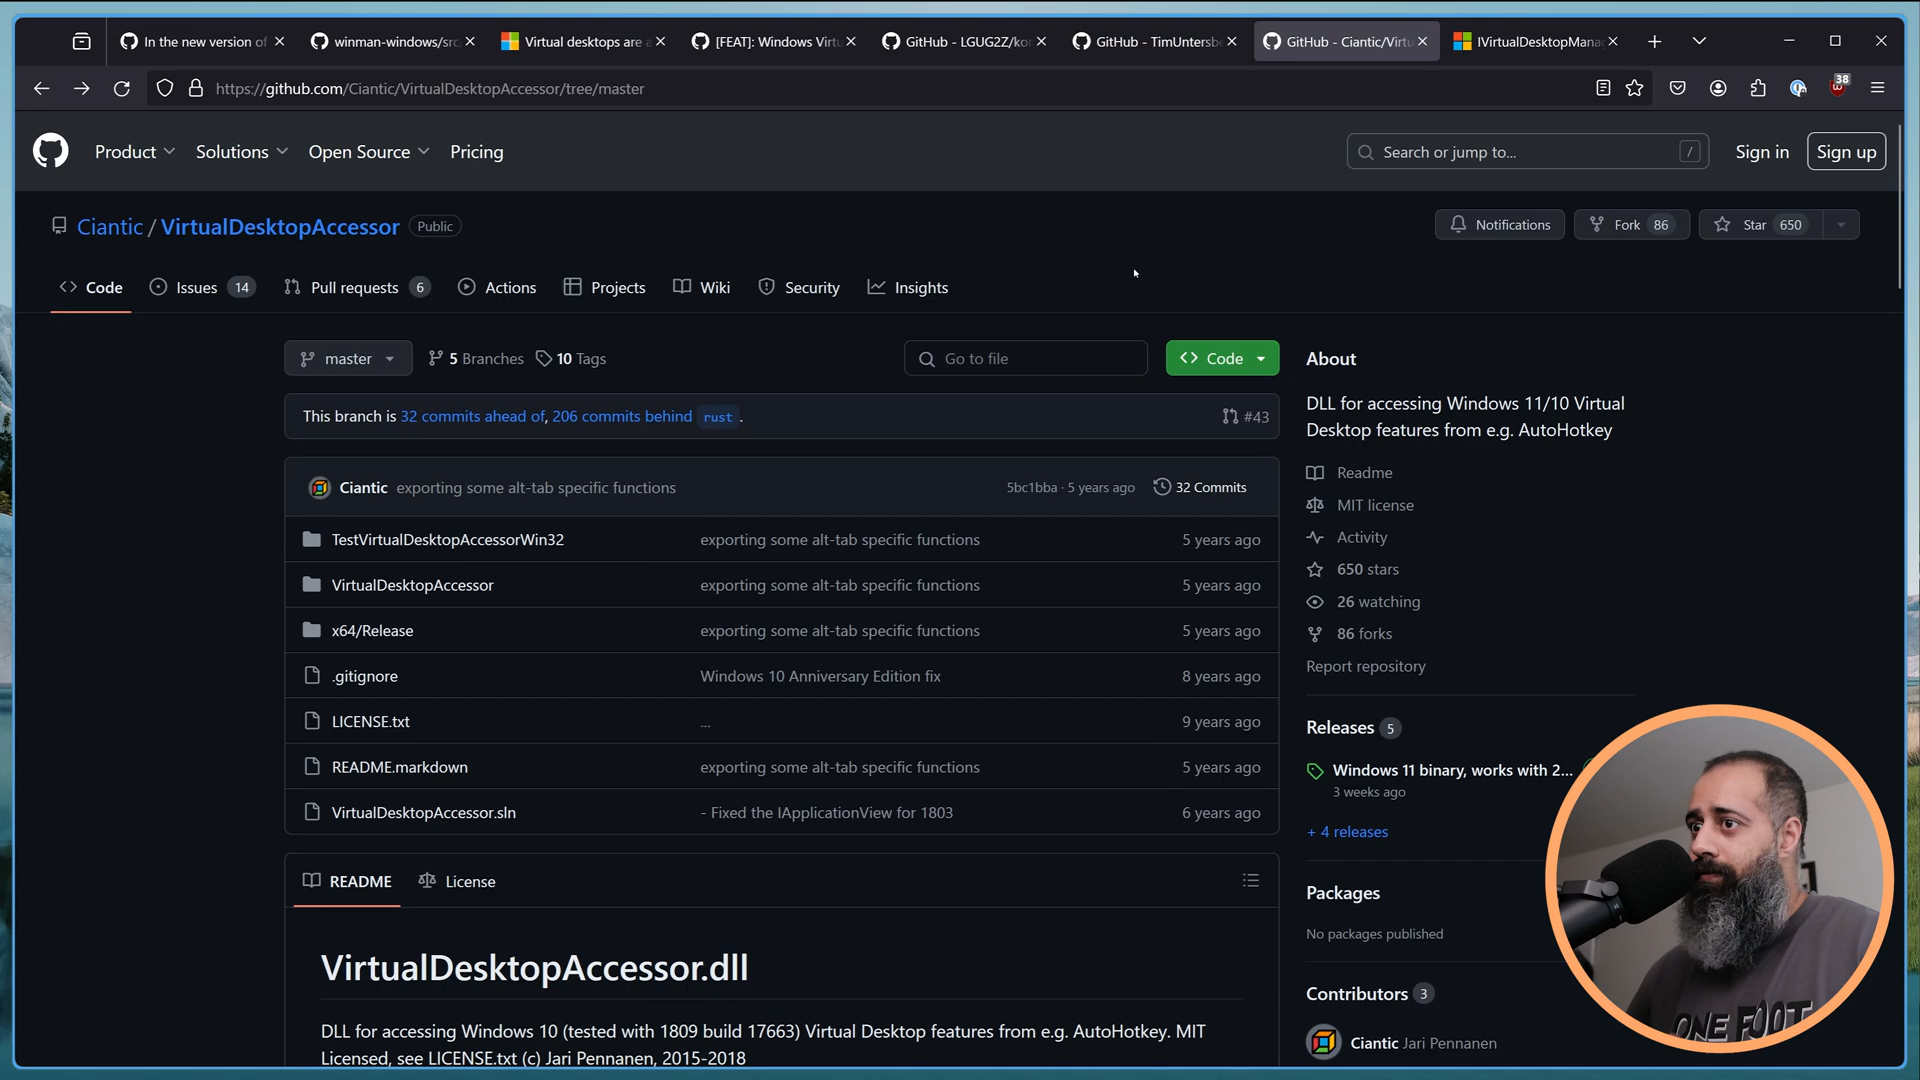 In the new version of
winman-windows/src
Virtual desktops are a
[FEAT]: Windows Virtu
GitHub - LGUG2Z/kor
GitHub - TimUntersbe
GitHub - Ciantic/Virtu
IVirtualDesktopManag
https://github.com/Ciantic/VirtualDesktopAccessor/tree/master
38
Product
Solutions
Open Source
Pricing
Search or jump to...
/
Sign in
Sign up
Ciantic / VirtualDesktopAccessor
Public
Notifications
Fork 86
Star 650
Code
Issues 14
Pull requests 6
Actions
Projects
Wiki
Security
Insights
master
5 Branches
10 Tags
Go to file
Code
This branch is 32 commits ahead of, 206 commits behind rust .
#43
Ciantic exporting some alt-tab specific functions
5bc1bba · 5 years ago
32 Commits
TestVirtualDesktopAccessorWin32 exporting some alt-tab specific functions 5 years ago
VirtualDesktopAccessor exporting some alt-tab specific functions 5 years ago
x64/Release exporting some alt-tab specific functions 5 years ago
.gitignore Windows 10 Anniversary Edition fix 8 years ago
LICENSE.txt ... 9 years ago
README.markdown exporting some alt-tab specific functions 5 years ago
VirtualDesktopAccessor.sln - Fixed the IApplicationView for 1803 6 years ago
README
License
VirtualDesktopAccessor.dll
DLL for accessing Windows 10 (tested with 1809 build 17663) Virtual Desktop features from e.g. AutoHotkey. MIT
Licensed, see LICENSE.txt (c) Jari Pennanen, 2015-2018
About
DLL for accessing Windows 11/10 Virtual
Desktop features from e.g. AutoHotkey
Readme
MIT license
Activity
650 stars
26 watching
86 forks
Report repository
Releases 5
Windows 11 binary, works with 2...
3 weeks ago
+ 4 releases
Packages
No packages published
Contributors 3
Ciantic Jari Pennanen
ONE FOOT